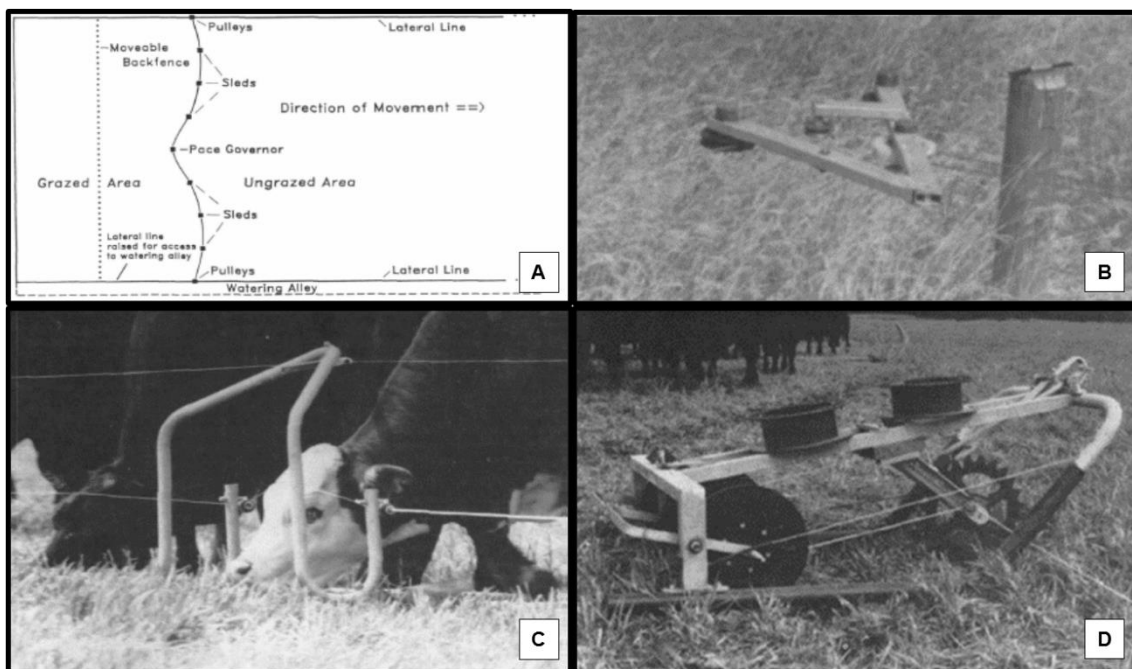 Pulleys
Lateral Line
Moveable
Backfence
Sleds
Direction of Movement ==>
Pace Governor
Grazed Area
Ungrazed Area
Sleds
Lateral line
raised for access
to watering alley
Pulleys
Lateral Line
Watering Alley
A
B
C
D